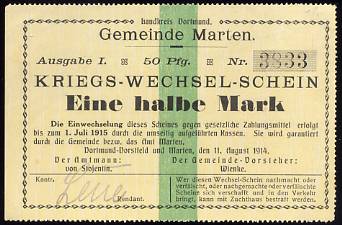 Landkreis Dortmund.
Gemeinde Marten.
Ausgabe I. ★ 50 Pfg. ★ Nr. 3833
KRIEGS-WECHSEL-SCHEIN
Eine halbe Mark
Die Einwechselung dieses Scheines gegen gesetzliche Zahlungsmittel erfolgt
bis zum 1. Juli 1915 durch die umseitig aufgeführten Kassen. Sie wird garantiert
durch die Gemeinde bezw. das Amt Marten.
Dortmund-Dorstfeld und Marten, den 11. August 1914.
Der Amtmann: Der Gemeinde-Vorsteher:
von Stojentin. Wienke.
Kontr.
Rendant.
Wer diesen Wechsel-Schein nachmacht oder
verfälscht, oder nachgemachte oder verfälschte
Scheine sich verschafft und in den Verkehr
bringt, kann mit Zuchthaus bestraft werden.